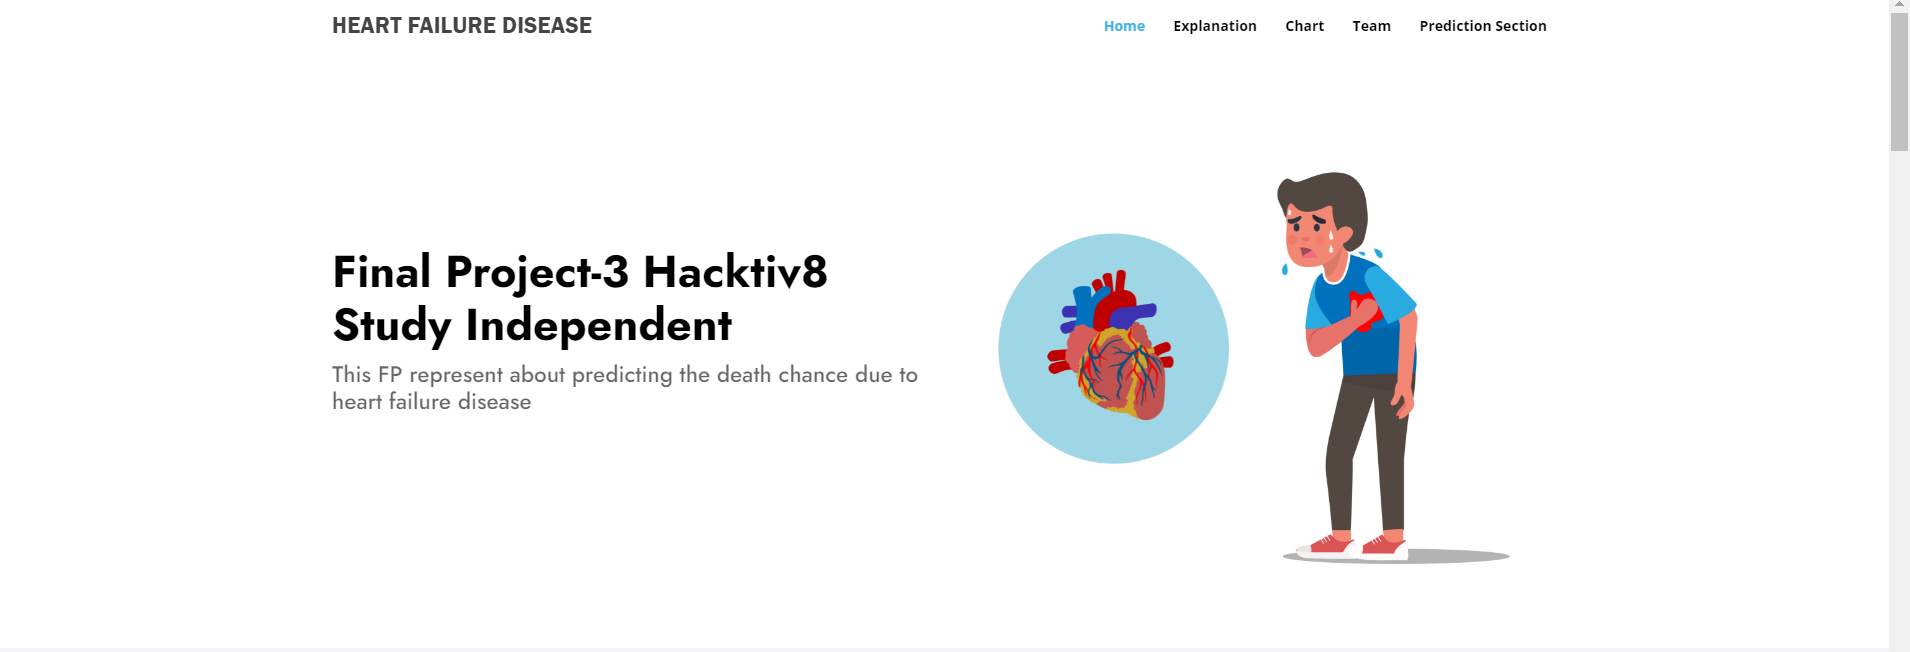 HEART FAILURE DISEASE
Home Explanation Chart Team Prediction Section
Final Project-3 Hacktiv8
Study Independent
This FP represent about predicting the death chance due to
heart failure disease